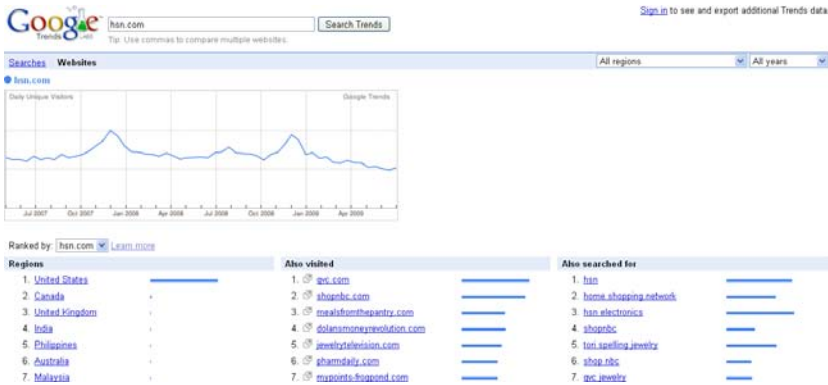 Google
Trends Labs
hsn.com
Search Trends
Tip: Use commas to compare multiple websites.
Sign in to see and export additional Trends data
Searches Websites
All regions All years
hsn.com
Daily Unique Visitors Google Trends
Jul 2007 Oct 2007 Jan 2008 Apr 2008 Jul 2008 Oct 2008 Jan 2009 Apr 2009
Ranked by: hsn.com Learn more
Regions Also visited Also searched for
1. United States 1. qvc.com 1. hsn
2. Canada 2. shopnbc.com 2. home shopping network
3. United Kingdom 3. mealsfromthepantry.com 3. hsn electronics
4. India 4. dolansmoneyrevolution.com 4. shopnbc
5. Philippines 5. jewelrytelevision.com 5. tori spelling jewelry
6. Australia 6. pharmdaily.com 6. shop nbc
7. Malaysia 7. mypoints-frogpond.com 7. qvc jewelry